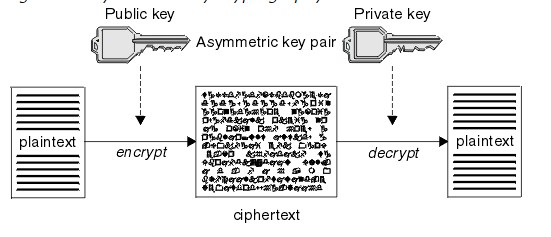 Public key
Private key
Asymmetric key pair
plaintext
encrypt
decrypt
plaintext
ciphertext